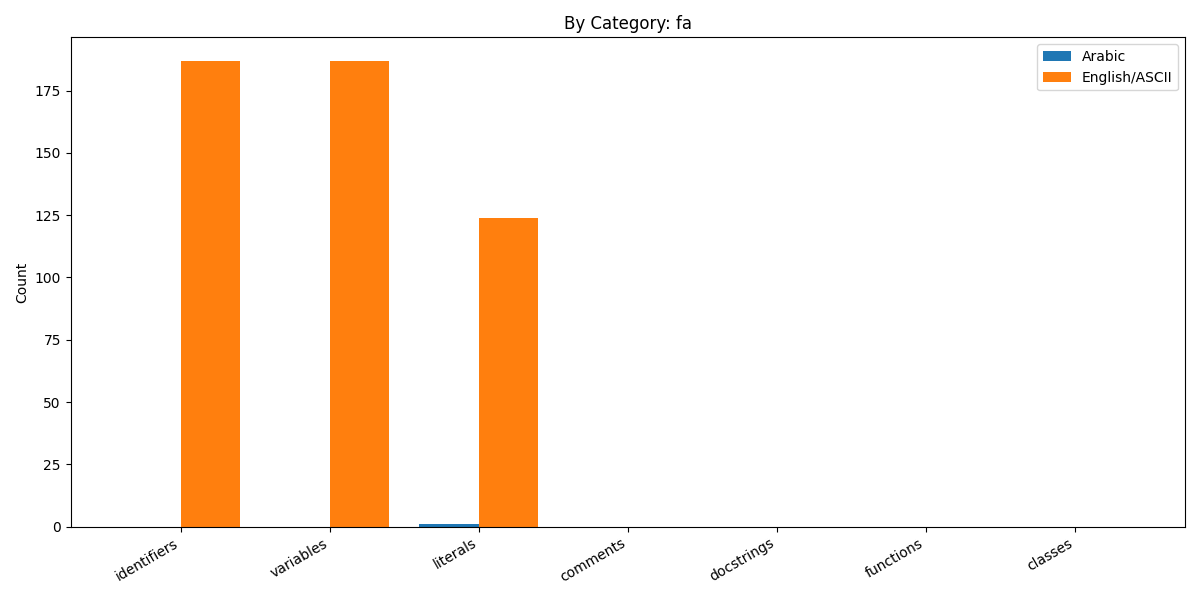 By Category: fa
Arabic
English/ASCII
Count
175
150
125
100
75
50
25
0
identifiers
variables
literals
comments
docstrings
functions
classes